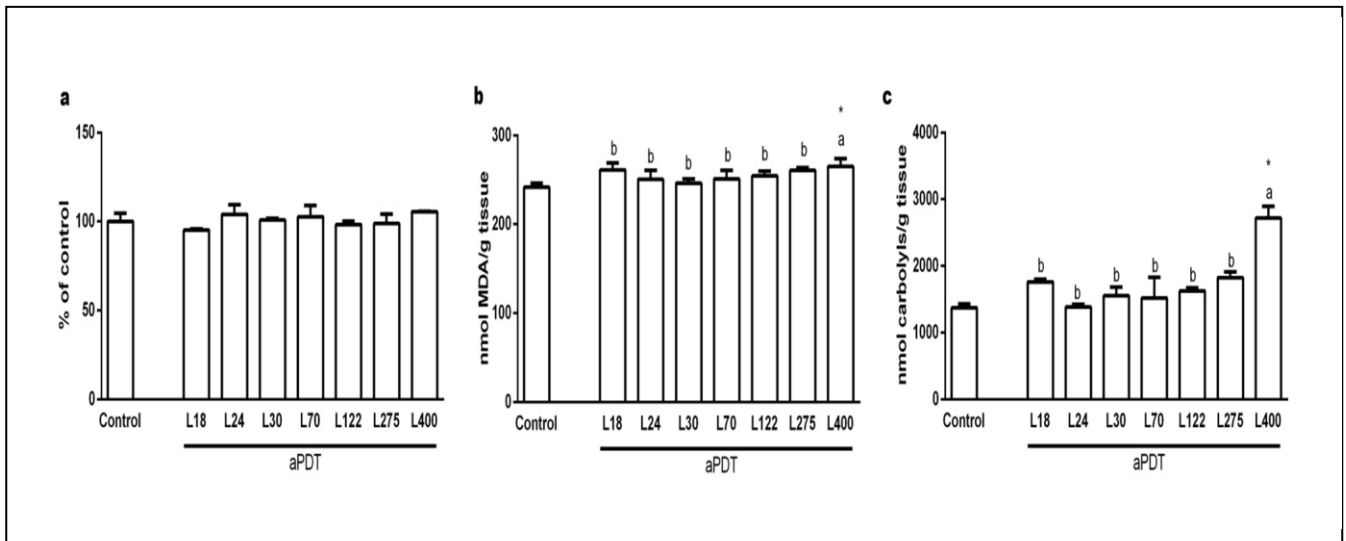 a
% of control
150
100
50
0
Control L18 L24 L30 L70 L122 L275 L400
aPDT
b
nmol MDA/g tissue
300
200
100
0
b b b b b b a
*
Control L18 L24 L30 L70 L122 L275 L400
aPDT
c
nmol carbolyls/g tissue
4000
3000
2000
1000
0
b b b b b b a
*
Control L18 L24 L30 L70 L122 L275 L400
aPDT